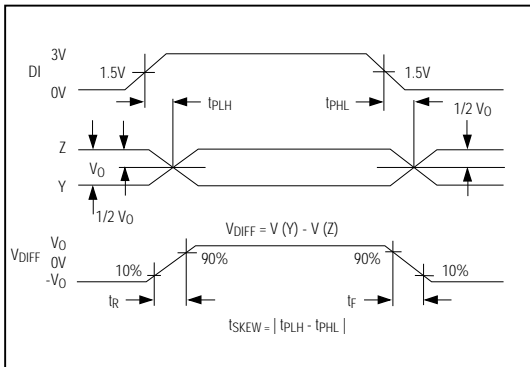 3V
DI
1.5V
1.5V
0V
tPLH
tPHL
1/2 VO
Z
VO
Y
1/2 VO
VDIFF = V (Y) - V (Z)
VO
VDIFF
0V
-VO
10%
90%
90%
10%
tR
tF
tSKEW = | tPLH - tPHL |